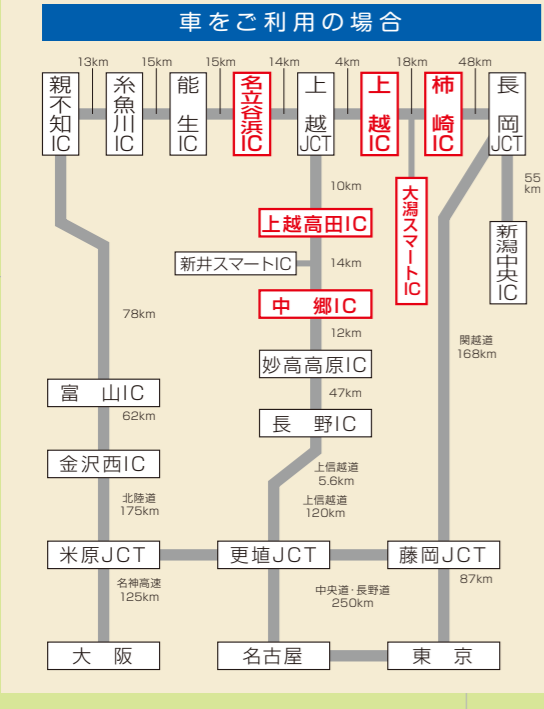 車をご利用の場合
13km
15km
15km
14km
4km
18km
48km
親不知IC
糸魚川IC
能生IC
名立谷浜IC
上越JCT
上越IC
柿崎IC
長岡JCT
10km
55km
大潟スマートIC
上越高田IC
新潟中央IC
新井スマートIC
14km
中郷IC
78km
12km
関越道
168km
妙高高原IC
富山IC
47km
62km
長野IC
金沢西IC
上信越道
5.6km
北陸道
175km
上信越道
120km
米原JCT
更埴JCT
藤岡JCT
名神高速
125km
中央道・長野道
250km
87km
大阪
名古屋
東京